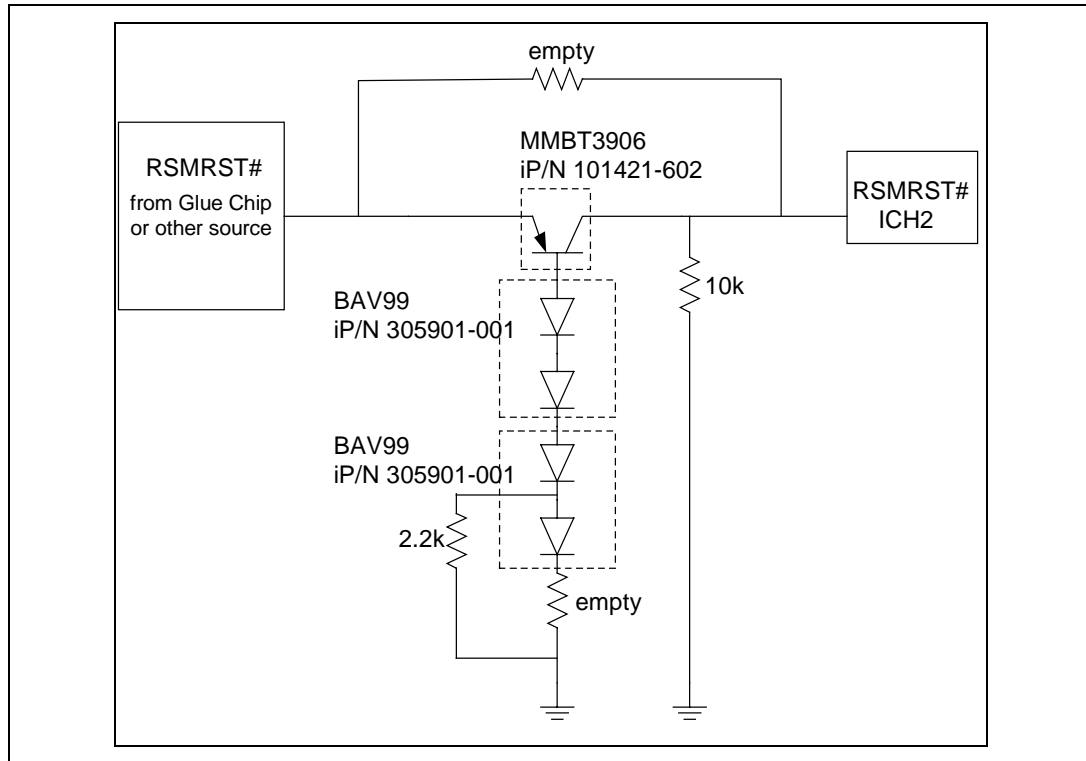 empty
MMBT3906
iP/N 101421-602
RSMRST#
from Glue Chip
or other source
RSMRST#
ICH2
10k
BAV99
iP/N 305901-001
BAV99
iP/N 305901-001
2.2k
empty